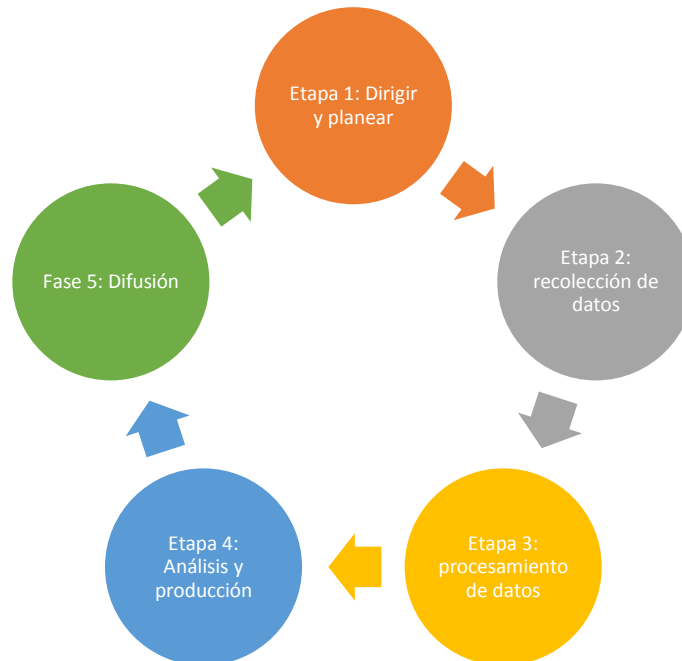 Etapa 1: Dirigir
y planear
Etapa 2:
recolección de
datos
Etapa 3:
procesamiento
de datos
Etapa 4:
Análisis y
producción
Fase 5: Difusión